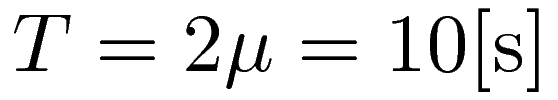 T = 2μ = 10[s]